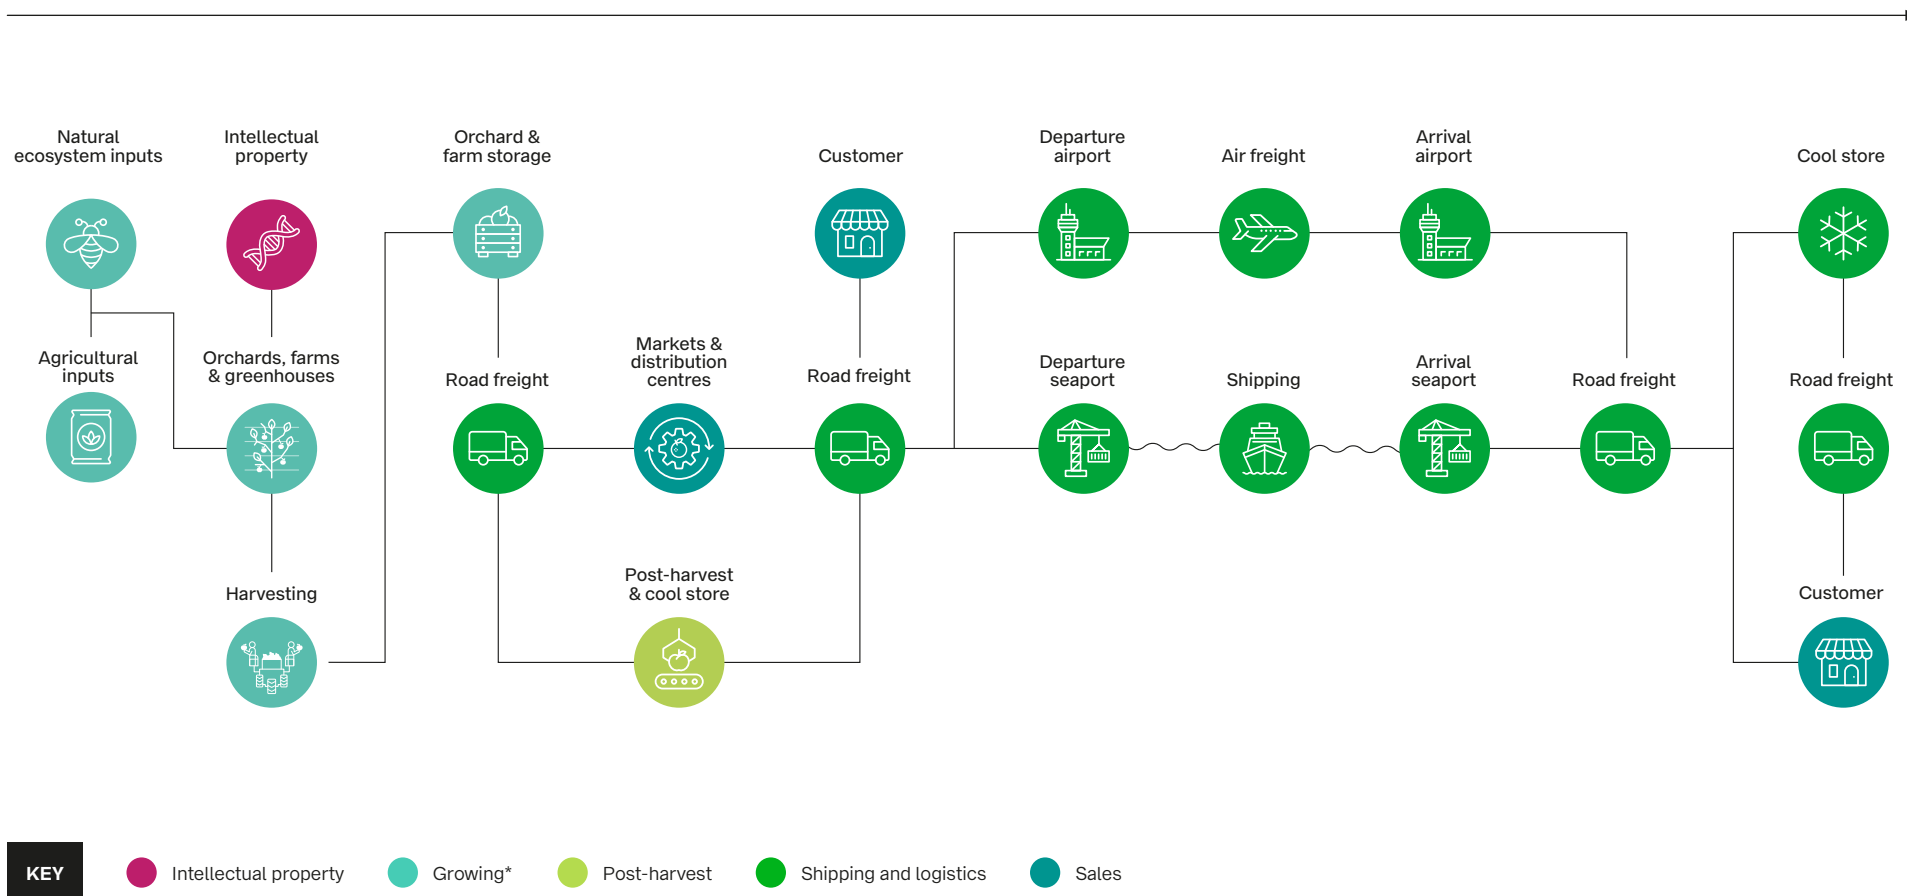 Natural
ecosystem inputs
Intellectual
property
Orchard &
farm storage
Customer
Departure
airport
Air freight
Arrival
airport
Cool store
Agricultural
inputs
Orchards, farms
& greenhouses
Road freight
Markets &
distribution
centres
Road freight
Departure
seaport
Shipping
Arrival
seaport
Road freight
Road freight
Harvesting
Post-harvest
& cool store
Customer
KEY
Intellectual property
Growing*
Post-harvest
Shipping and logistics
Sales